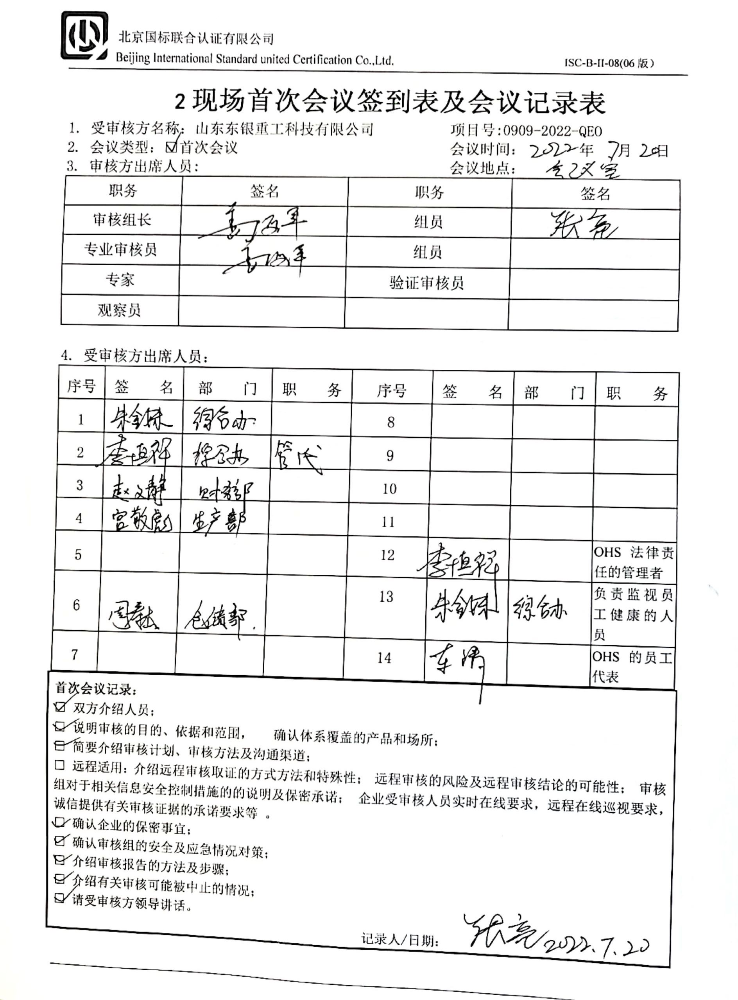 北京国标联合认证有限公司
Beijing International Standard united Certification Co.,Ltd.
ISC-B-II-08(06 版)
2 现场首次会议签到表及会议记录表
1. 受审核方名称: 山东东银重工科技有限公司 项目号:0909-2022-QEO
2. 会议类型: ☑首次会议 会议时间: 2022年 7月 20日
3. 审核方出席人员: 会议地点: 会议室
职务 签名 职务 签名
审核组长 组员 张亮
专业审核员 组员
专家 验证审核员
观察员
4. 受审核方出席人员:
序号 签 名 部 门 职 务 序号 签 名 部 门 职 务
1 综合办 8
2 李恒祥 综合办 管代 9
3 赵文静 财务部 10
4 宫敬彪 生产部 11
5 12 李恒祥 OHS 法律责
任的管理者
6 仓储部. 13 综合办 负责监视员
工健康的人
员
7 14 OHS 的员工
代表
首次会议记录:
☑ 双方介绍人员;
☑ 说明审核的目的、依据和范围, 确认体系覆盖的产品和场所;
☑ 简要介绍审核计划、审核方法及沟通渠道;
□ 远程适用: 介绍远程审核取证的方式方法和特殊性; 远程审核的风险及远程审核结论的可能性; 审核
组对于相关信息安全控制措施的的说明及保密承诺; 企业受审核人员实时在线要求, 远程在线巡视要求,
诚信提供有关审核证据的承诺要求等 。
☑ 确认企业的保密事宜;
☑ 确认审核组的安全及应急情况对策;
☑ 介绍审核报告的方法及步骤;
☑ 介绍有关审核可能被中止的情况;
☑ 请受审核方领导讲话。
记录人/日期: 张亮 2022.7.20